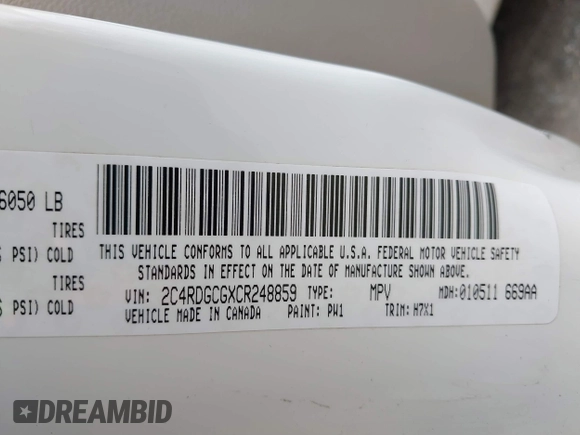 6050 LB
TIRES
PSI) COLD
TIRES
PSI) COLD
THIS VEHICLE CONFORMS TO ALL APPLICABLE U.S.A. FEDERAL MOTOR VEHICLE SAFETY
STANDARDS IN EFFECT ON THE DATE OF MANUFACTURE SHOWN ABOVE.
VIN: 2C4RDGCGXCR248859 TYPE: MPV MDH: 010511 669AA
VEHICLE MADE IN CANADA PAINT: PW1 TRIM: H7X1
DREAMBID